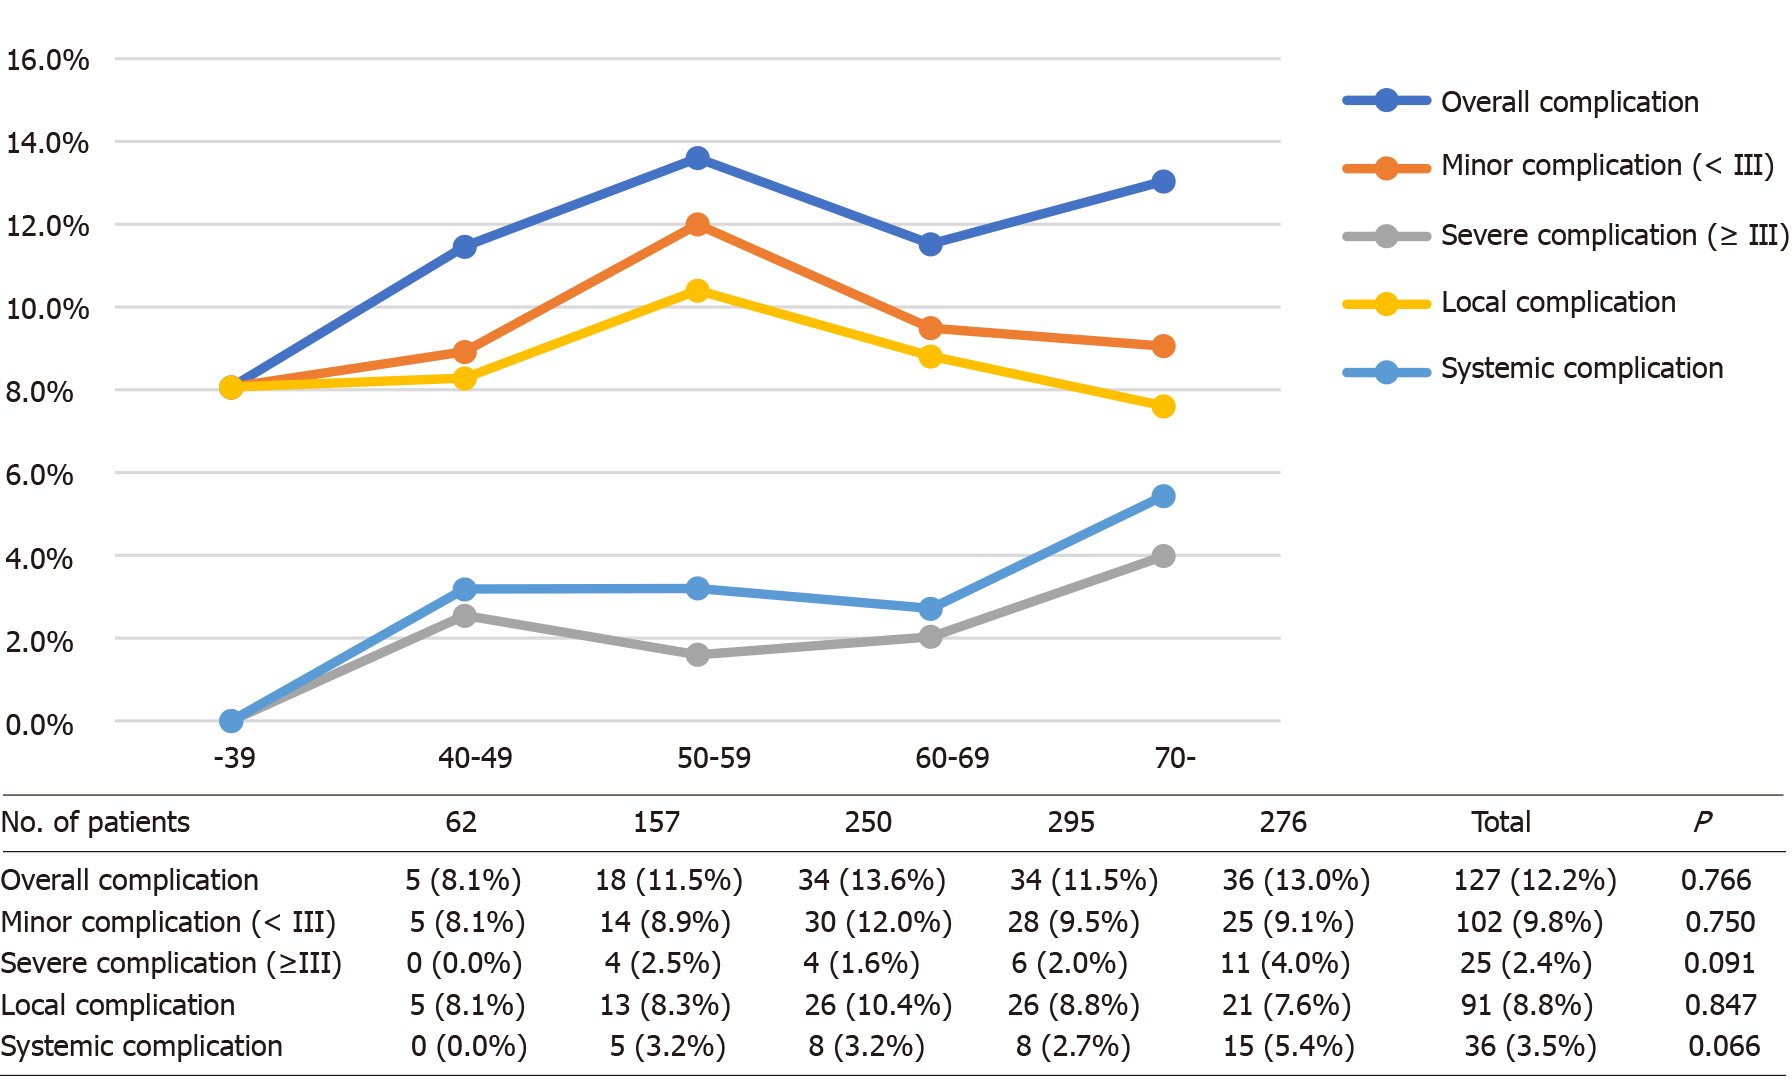 16.0%
14.0%
12.0%
10.0%
8.0%
6.0%
4.0%
2.0%
0.0%
-39 40-49 50-59 60-69 70-
Overall complication
Minor complication (< III)
Severe complication (≥ III)
Local complication
Systemic complication
No. of patients 62 157 250 295 276 Total P
Overall complication 5 (8.1%) 18 (11.5%) 34 (13.6%) 34 (11.5%) 36 (13.0%) 127 (12.2%) 0.766
Minor complication (< III) 5 (8.1%) 14 (8.9%) 30 (12.0%) 28 (9.5%) 25 (9.1%) 102 (9.8%) 0.750
Severe complication (≥III) 0 (0.0%) 4 (2.5%) 4 (1.6%) 6 (2.0%) 11 (4.0%) 25 (2.4%) 0.091
Local complication 5 (8.1%) 13 (8.3%) 26 (10.4%) 26 (8.8%) 21 (7.6%) 91 (8.8%) 0.847
Systemic complication 0 (0.0%) 5 (3.2%) 8 (3.2%) 8 (2.7%) 15 (5.4%) 36 (3.5%) 0.066